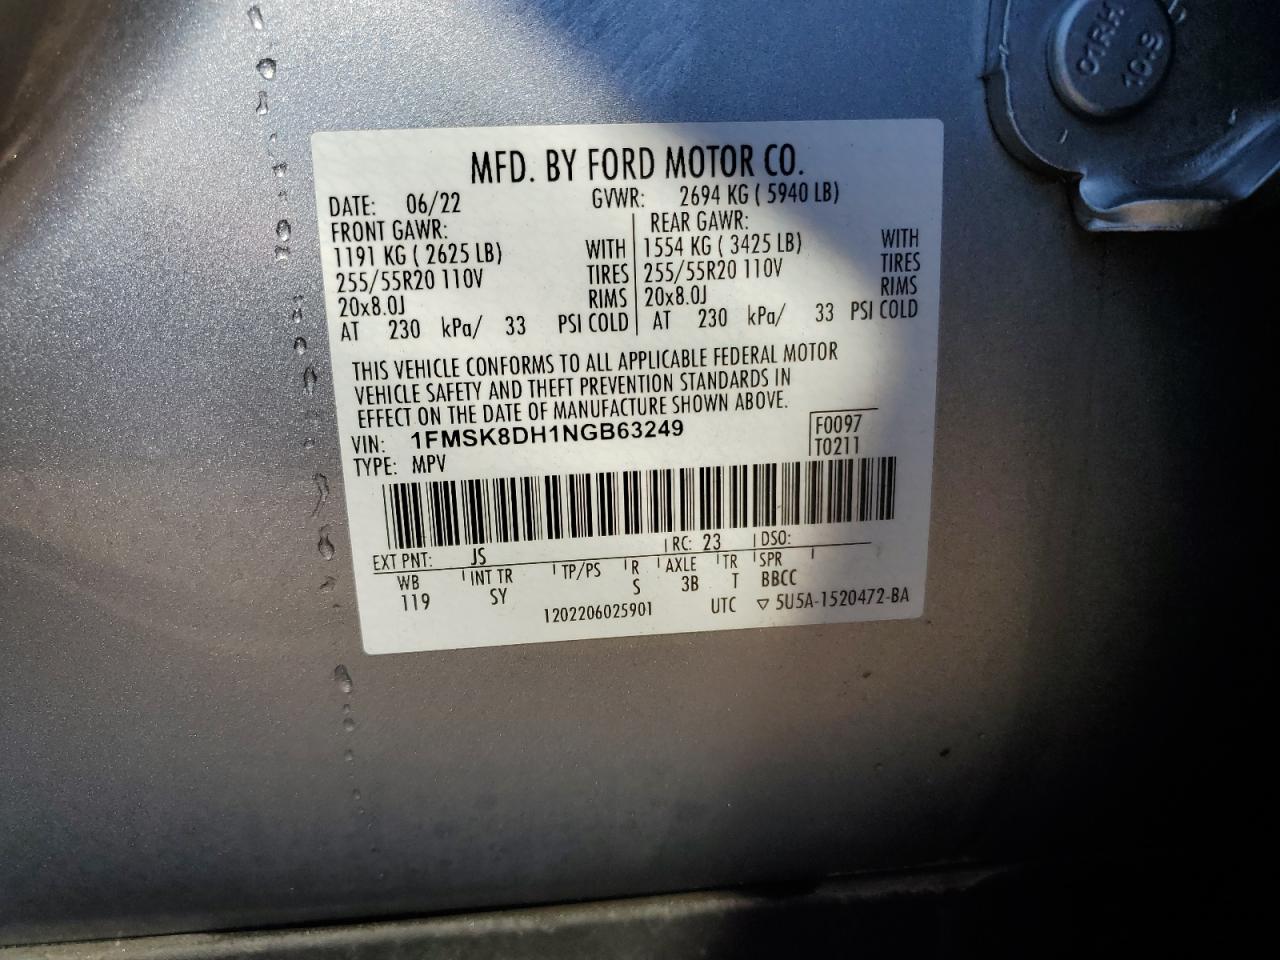 01RH
10.9
MFD. BY FORD MOTOR CO.
DATE: 06/22 GVWR: 2694 KG ( 5940 LB)
FRONT GAWR: REAR GAWR:
1191 KG ( 2625 LB) WITH 1554 KG ( 3425 LB) WITH
255/55R20 110V TIRES 255/55R20 110V TIRES
20x8.0J RIMS 20x8.0J RIMS
AT 230 kPa/ 33 PSI COLD AT 230 kPa/ 33 PSI COLD
THIS VEHICLE CONFORMS TO ALL APPLICABLE FEDERAL MOTOR
VEHICLE SAFETY AND THEFT PREVENTION STANDARDS IN
EFFECT ON THE DATE OF MANUFACTURE SHOWN ABOVE.
VIN: 1FMSK8DH1NGB63249 F0097
TYPE: MPV T0211
EXT PNT: JS RC: 23 DSO:
WB INT TR TP/PS R AXLE TR SPR
119 SY S 3B T BBCC
1202206025901 UTC ▽ 5U5A-1520472-BA